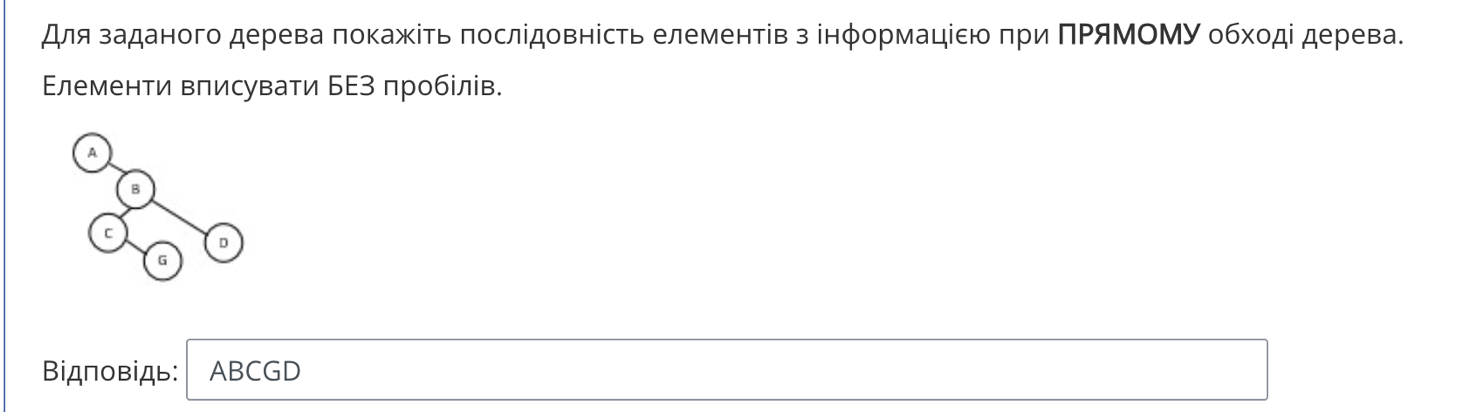 Для заданого дерева покажіть послідовність елементів з інформацією при ПРЯМОМУ обході дерева.
Елементи вписувати БЕЗ пробілів.
A
B
C
D
G
Відповідь: ABCGD